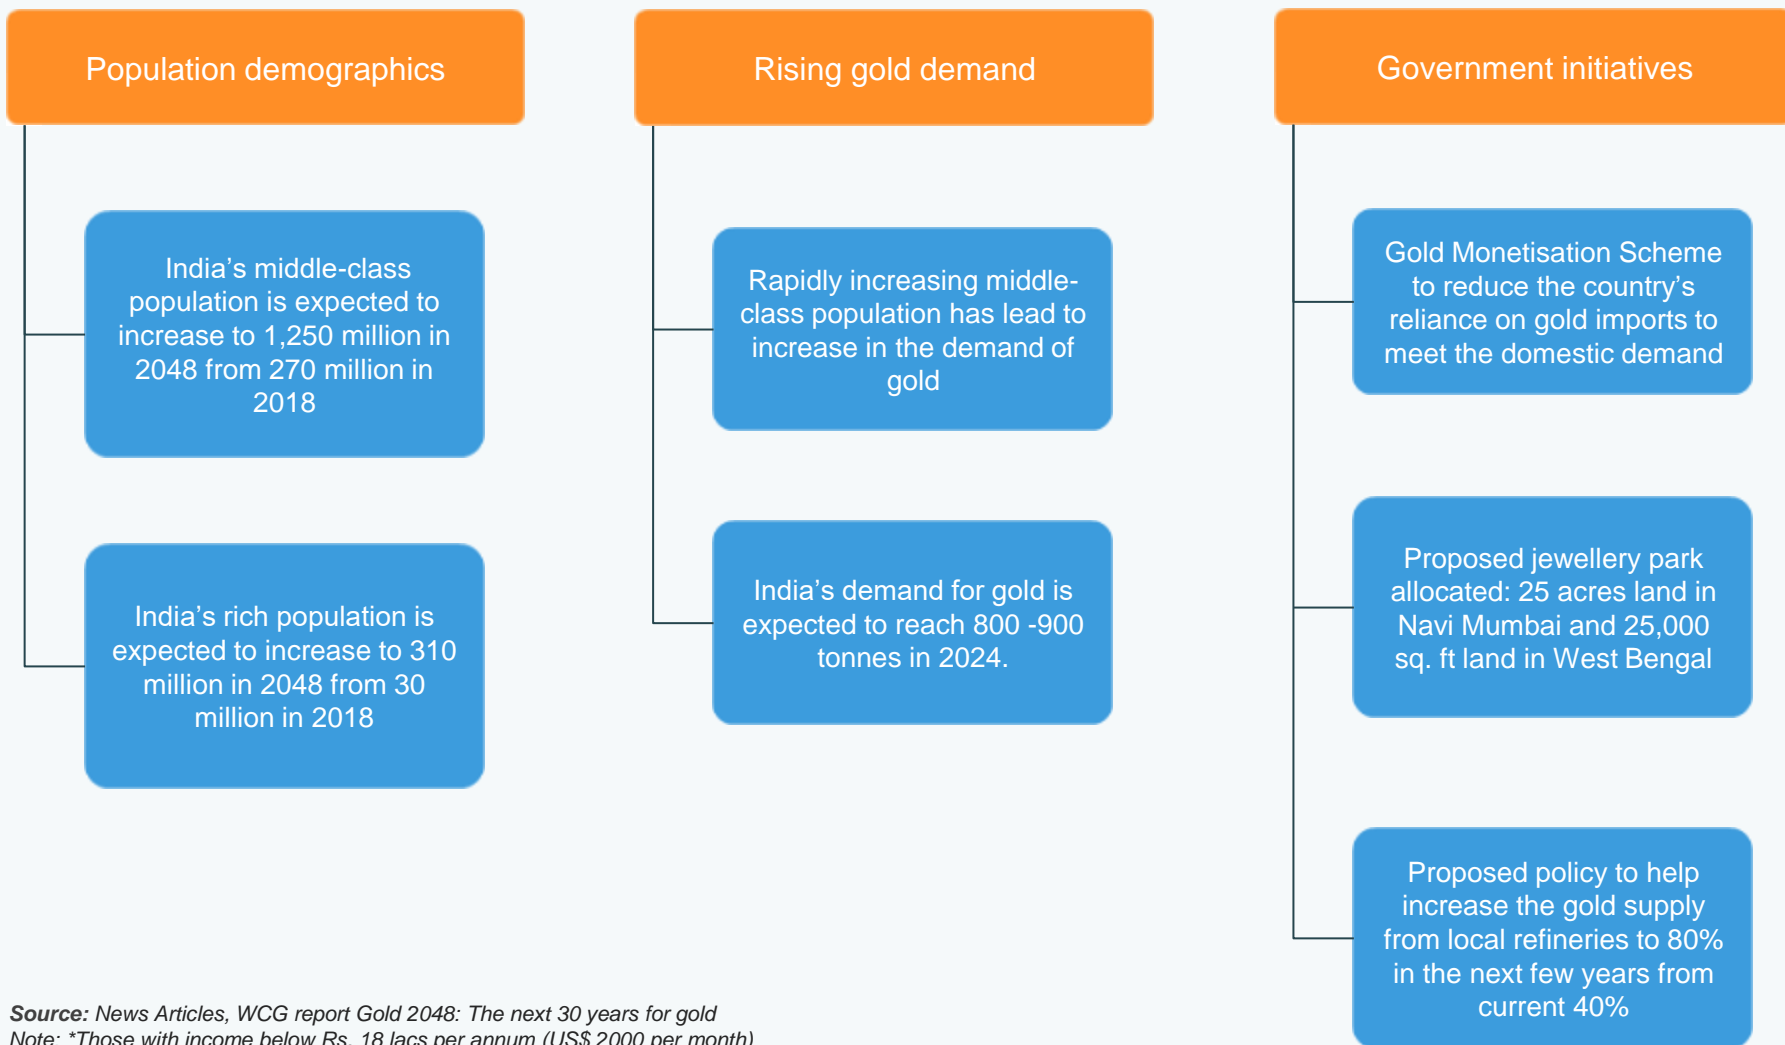 Population demographics
India’s middle-class
population is expected to
increase to 1,250 million in
2048 from 270 million in
2018
India’s rich population is
expected to increase to 310
million in 2048 from 30
million in 2018
Rising gold demand
Rapidly increasing middle-
class population has lead to
increase in the demand of
gold
India’s demand for gold is
expected to reach 800 -900
tonnes in 2024.
Government initiatives
Gold Monetisation Scheme
to reduce the country’s
reliance on gold imports to
meet the domestic demand
Proposed jewellery park
allocated: 25 acres land in
Navi Mumbai and 25,000
sq. ft land in West Bengal
Proposed policy to help
increase the gold supply
from local refineries to 80%
in the next few years from
current 40%
Source: News Articles, WCG report Gold 2048: The next 30 years for gold
Note: *Those with income below Rs. 18 lacs per annum (US$ 2000 per month)